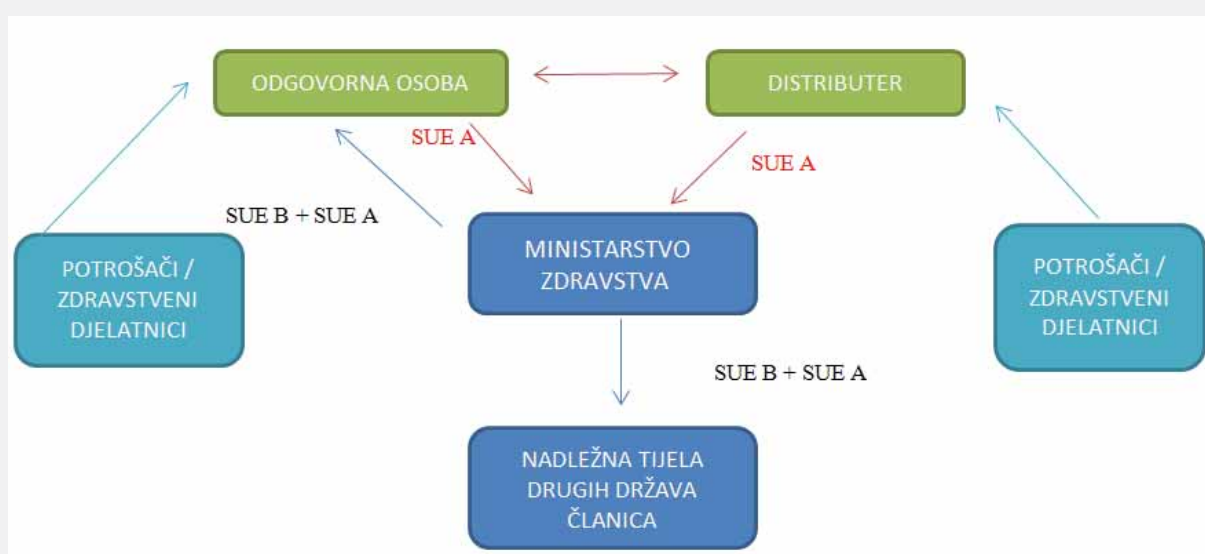 ODGOVORNA OSOBA
DISTRIBUTER
SUE A
SUE A
SUE B + SUE A
MINISTARSTVO
ZDRAVSTVA
POTROŠAČI /
ZDRAVSTVENI
DJELATNICI
POTROŠAČI /
ZDRAVSTVENI
DJELATNICI
SUE B + SUE A
NADLEŽNA TIJELA
DRUGIH DRŽAVA
ČLANICA